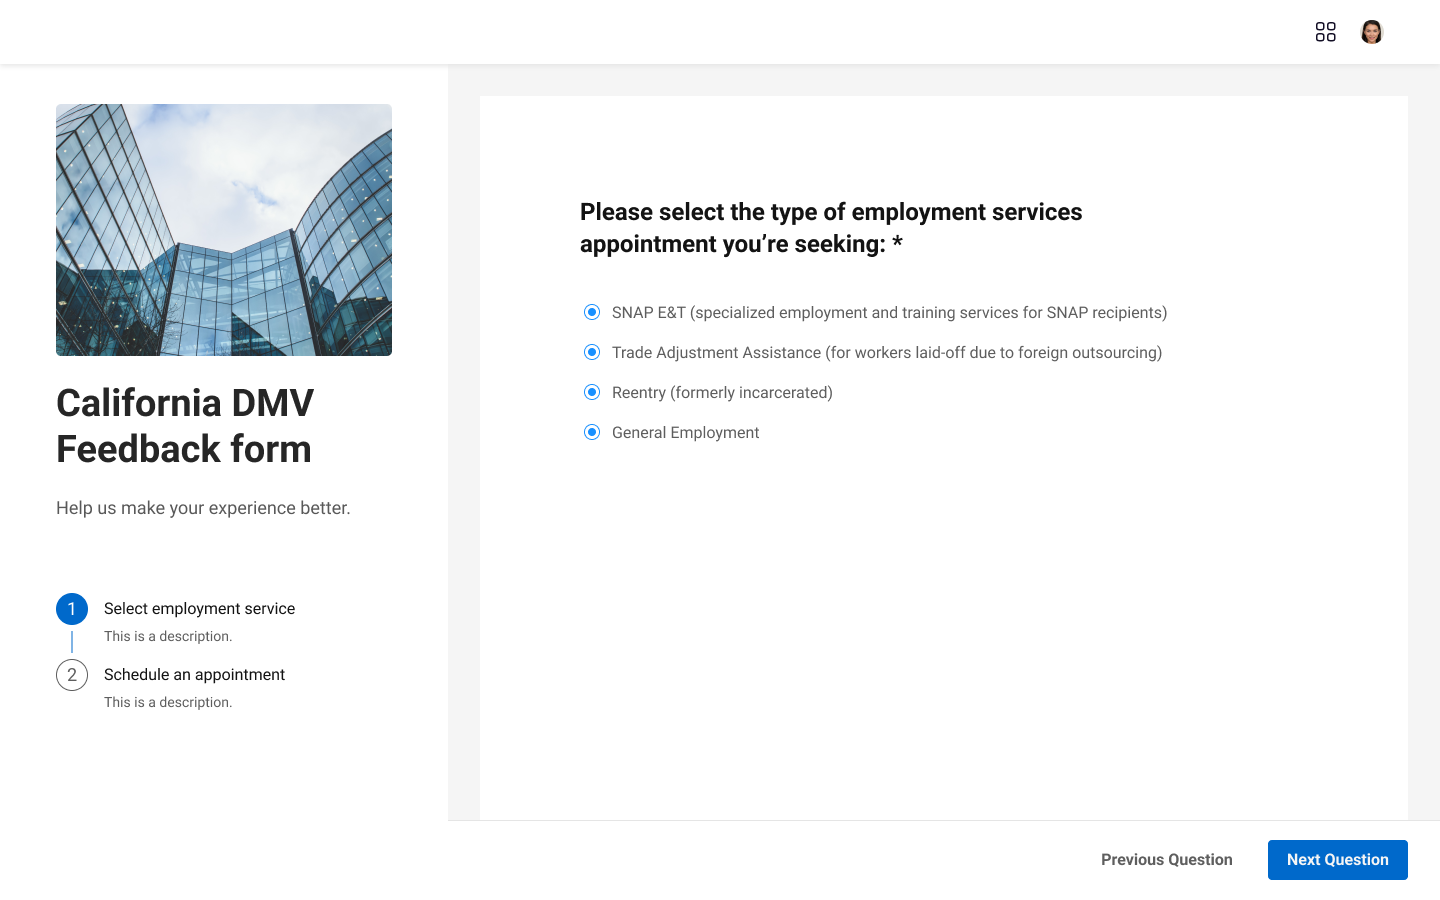 California DMV
Feedback form
Help us make your experience better.
1
Select employment service
This is a description.
2
Schedule an appointment
This is a description.
Please select the type of employment services
appointment you’re seeking: *
SNAP E&T (specialized employment and training services for SNAP recipients)
Trade Adjustment Assistance (for workers laid-off due to foreign outsourcing)
Reentry (formerly incarcerated)
General Employment
Previous Question
Next Question